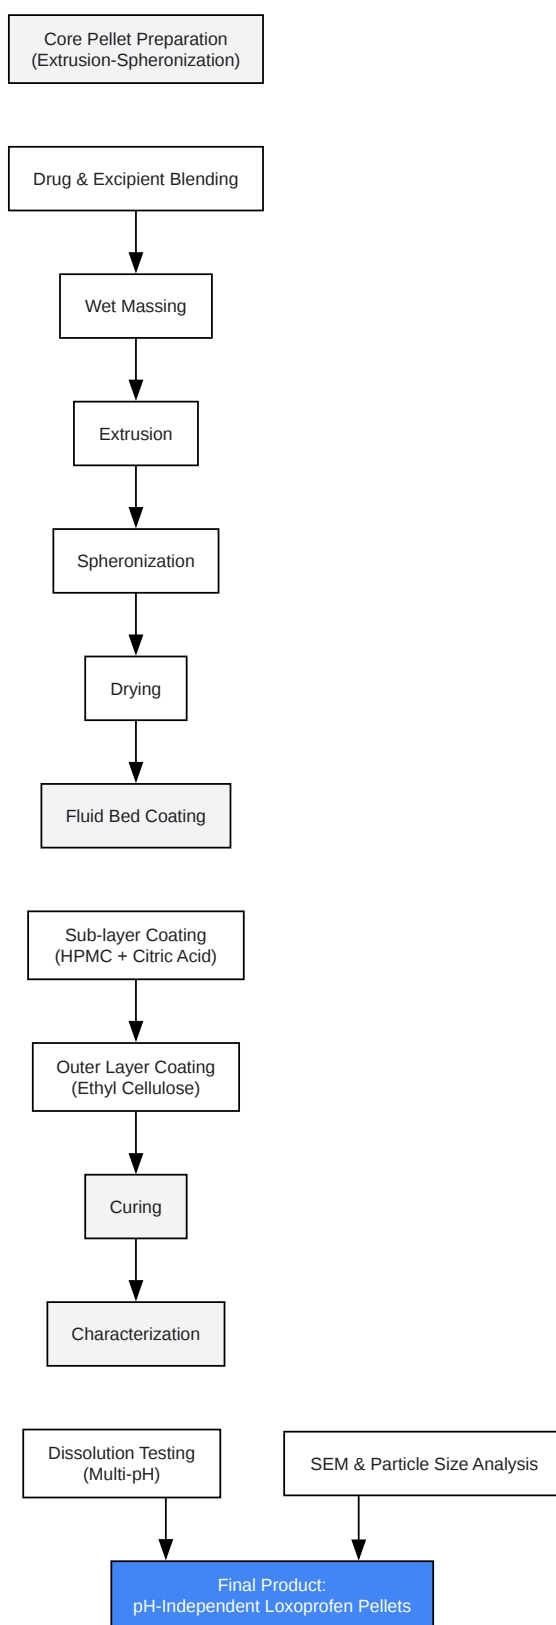 Core Pellet Preparation
(Extrusion-Spheronization)
Drug & Excipient Blending
Wet Massing
Extrusion
Spheronization
Drying
Fluid Bed Coating
Sub-layer Coating
(HPMC + Citric Acid)
Outer Layer Coating
(Ethyl Cellulose)
Curing
Characterization
Dissolution Testing
(Multi-pH)
SEM & Particle Size Analysis
Final Product:
pH-Independent Loxoprofen Pellets